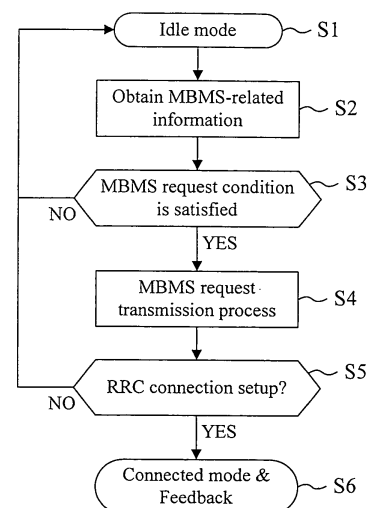 Idle mode
S1
Obtain MBMS-related
information
S2
MBMS request condition
is satisfied
S3
NO
YES
MBMS request
transmission process
S4
RRC connection setup?
S5
NO
YES
Connected mode &
Feedback
S6